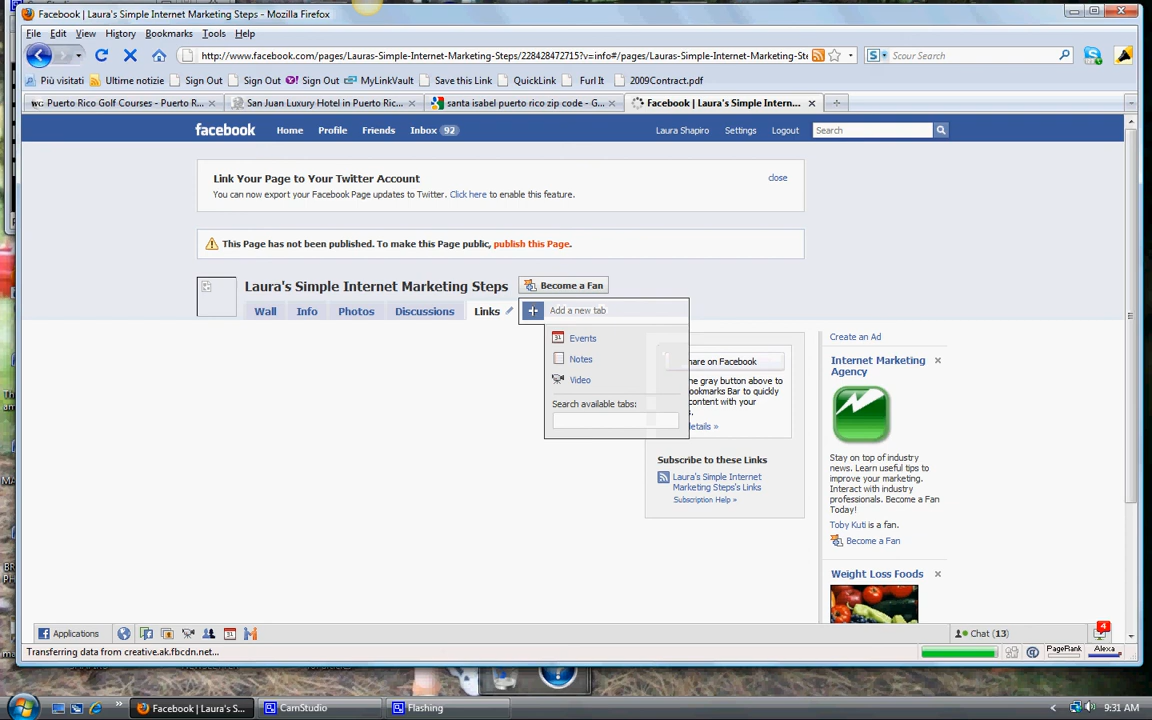 Facebook | Laura's Simple Internet Marketing Steps - Mozilla Firefox
File Edit View History Bookmarks Tools Help
http://www.facebook.com/pages/Lauras-Simple-Internet-Marketing-Steps/228428472715?v=info#/pages/Lauras-Simple-Internet-Marketing-Ste
S Scour Search
Più visitati Ultime notizie Sign Out Sign Out Y! Sign Out MyLinkVault Save this Link QuickLink Furl It 2009Contract.pdf
Puerto Rico Golf Courses - Puerto R... San Juan Luxury Hotel in Puerto Ric... santa isabel puerto rico zip code - G... Facebook | Laura's Simple Intern...
facebook Home Profile Friends Inbox 92 Laura Shapiro Settings Logout Search
Link Your Page to Your Twitter Account close
You can now export your Facebook Page updates to Twitter. Click here to enable this feature.
This Page has not been published. To make this Page public, publish this Page.
Laura's Simple Internet Marketing Steps Become a Fan
Wall Info Photos Discussions Links + Add a new tab
31 Events
Notes
Video
Search available tabs:
hare on Facebook
he gray button above to
ookmarks Bar to quickly
content with your
s.
details »
Subscribe to these Links
Laura's Simple Internet
Marketing Steps's Links
Subscription Help »
Create an Ad
Internet Marketing
Agency
Stay on top of industry
news. Learn useful tips to
improve your marketing.
Interact with industry
professionals. Become a Fan
Today!
Toby Kuti is a fan.
Become a Fan
Weight Loss Foods
Applications 31 Chat (13) 4
Transferring data from creative.ak.fbcdn.net... PageRank Alexa
Facebook | Laura's S... CamStudio Flashing 9:31 AM